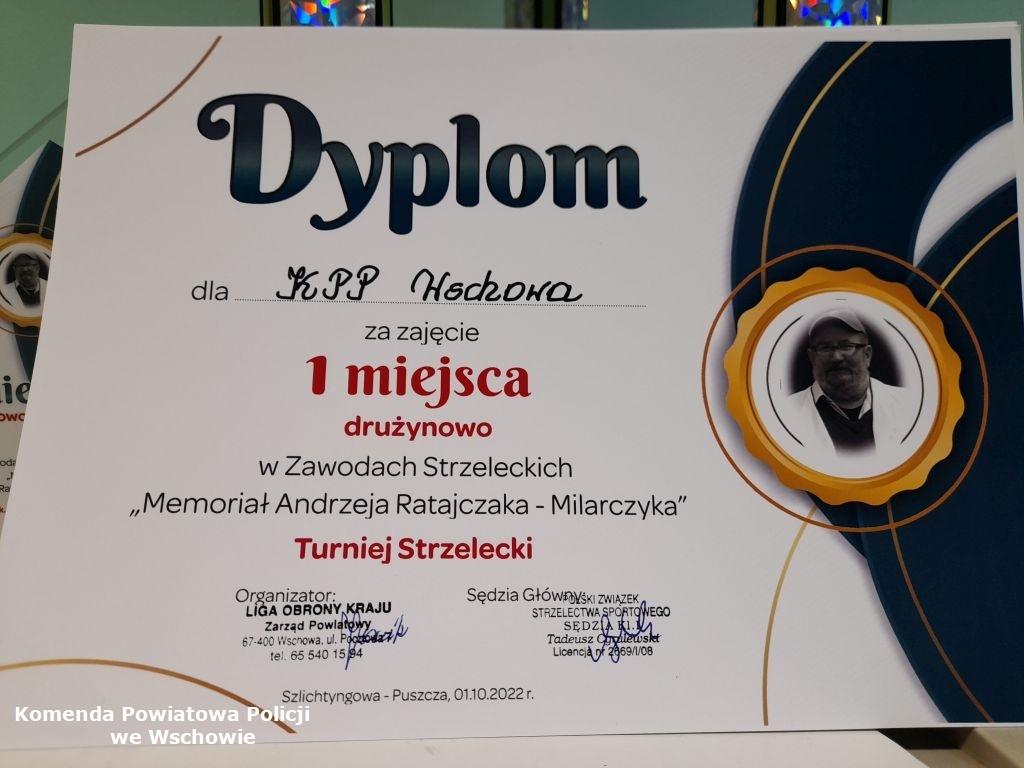 Dyplom
dla KPP Wschowa
za zajęcie
1 miejsca
drużynowo
w Zawodach Strzeleckich
„Memoriał Andrzeja Ratajczaka - Milarczyka”
Turniej Strzelecki
Organizator:
LIGA OBRONY KRAJU
Zarząd Powiatowy
67-400 Wschowa, ul. Pocztowa
tel. 65 540 15 94
Sędzia Główny:
POLSKI ZWIĄZEK
STRZELECTWA SPORTOWEGO
SĘDZIA Kl.
Tadeusz
Licencja nr 2669/I/08
Szlichtyngowa - Puszcza, 01.10.2022 r.
Komenda Powiatowa Policji
we Wschowie